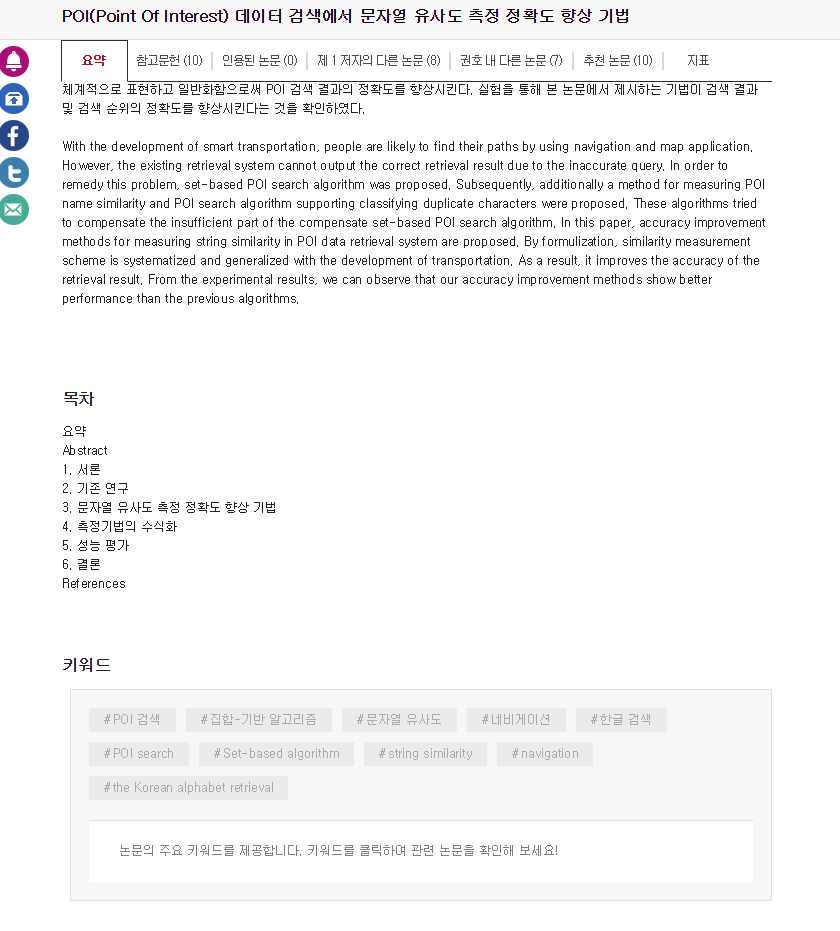 POI(Point Of Interest) 데이터 검색에서 문자열 유사도 측정 정확도 향상 기법
요약 참고문헌 (10) 인용된 논문 (0) 제 1 저자의 다른 논문 (8) 권호 내 다른 논문 (7) 추천 논문 (10) 지표
체계적으로 표현하고 일반화함으로써 POI 검색 결과의 정확도를 향상시킨다. 실험을 통해 본 논문에서 제시하는 기법이 검색 결과
및 검색 순위의 정확도를 향상시킨다는 것을 확인하였다.
With the development of smart transportation, people are likely to find their paths by using navigation and map application.
However, the existing retrieval system cannot output the correct retrieval result due to the inaccurate query. In order to
remedy this problem, set-based POI search algorithm was proposed. Subsequently, additionally a method for measuring POI
name similarity and POI search algorithm supporting classifying duplicate characters were proposed. These algorithms tried
to compensate the insufficient part of the compensate set-based POI search algorithm. In this paper, accuracy improvement
methods for measuring string similarity in POI data retrieval system are proposed. By formulization, similarity measurement
scheme is systematized and generalized with the development of transportation. As a result, it improves the accuracy of the
retrieval result. From the experimental results, we can observe that our accuracy improvement methods show better
performance than the previous algorithms.
목차
요약
Abstract
1. 서론
2. 기존 연구
3. 문자열 유사도 측정 정확도 향상 기법
4. 측정기법의 수식화
5. 성능 평가
6. 결론
References
키워드
#POI 검색 #집합-기반 알고리즘 #문자열 유사도 #네비게이션 #한글 검색
#POI search #Set-based algorithm #string similarity #navigation
#the Korean alphabet retrieval
논문의 주요 키워드를 제공합니다. 키워드를 클릭하여 관련 논문을 확인해 보세요!